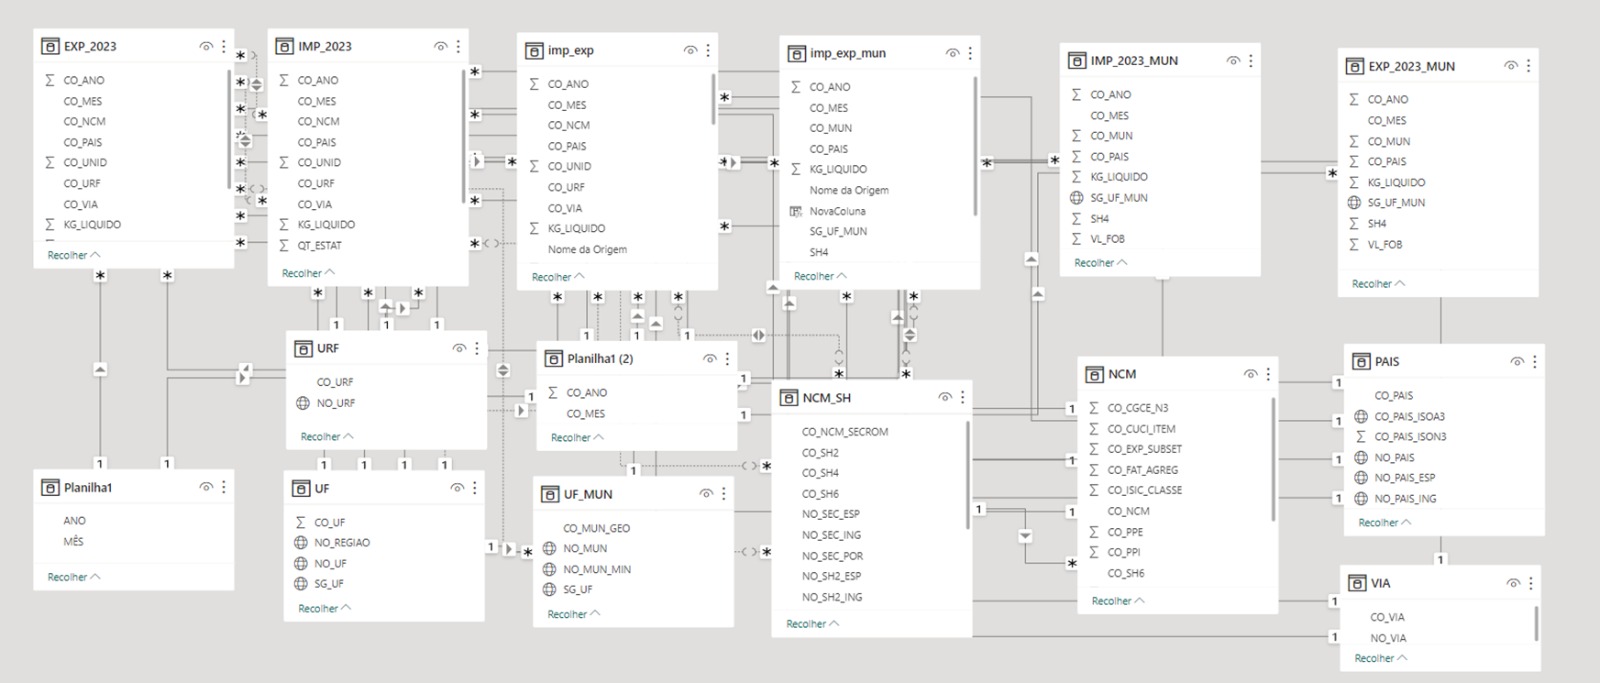 EXP_2023
CO_ANO
CO_MES
CO_NCM
CO_PAIS
CO_UNID
CO_URF
CO_VIA
KG_LIQUIDO
Recolher
IMP_2023
CO_ANO
CO_MES
CO_NCM
CO_PAIS
CO_UNID
CO_URF
CO_VIA
KG_LIQUIDO
QT_ESTAT
Recolher
imp_exp
CO_ANO
CO_MES
CO_NCM
CO_PAIS
CO_UNID
CO_URF
CO_VIA
KG_LIQUIDO
Nome da Origem
Recolher
imp_exp_mun
CO_ANO
CO_MES
CO_MUN
CO_PAIS
KG_LIQUIDO
Nome da Origem
NovaColuna
SG_UF_MUN
SH4
Recolher
IMP_2023_MUN
CO_ANO
CO_MES
CO_MUN
CO_PAIS
KG_LIQUIDO
SG_UF_MUN
SH4
VL_FOB
Recolher
EXP_2023_MUN
CO_ANO
CO_MES
CO_MUN
CO_PAIS
KG_LIQUIDO
SG_UF_MUN
SH4
VL_FOB
Recolher
URF
CO_URF
NO_URF
Recolher
Planilha1 (2)
CO_ANO
CO_MES
Recolher
NCM_SH
CO_NCM_SECROM
CO_SH2
CO_SH4
CO_SH6
NO_SEC_ESP
NO_SEC_ING
NO_SEC_POR
NO_SH2_ESP
NO_SH2_ING
Recolher
NCM
CO_CGCE_N3
CO_CUCI_ITEM
CO_EXP_SUBSET
CO_FAT_AGREG
CO_ISIC_CLASSE
CO_NCM
CO_PPE
CO_PPI
CO_SH6
Recolher
PAIS
CO_PAIS
CO_PAIS_ISOA3
CO_PAIS_ISON3
NO_PAIS
NO_PAIS_ESP
NO_PAIS_ING
Recolher
Planilha1
ANO
MÊS
Recolher
UF
CO_UF
NO_REGIAO
NO_UF
SG_UF
Recolher
UF_MUN
CO_MUN_GEO
NO_MUN
NO_MUN_MIN
SG_UF
Recolher
VIA
CO_VIA
NO_VIA
Recolher